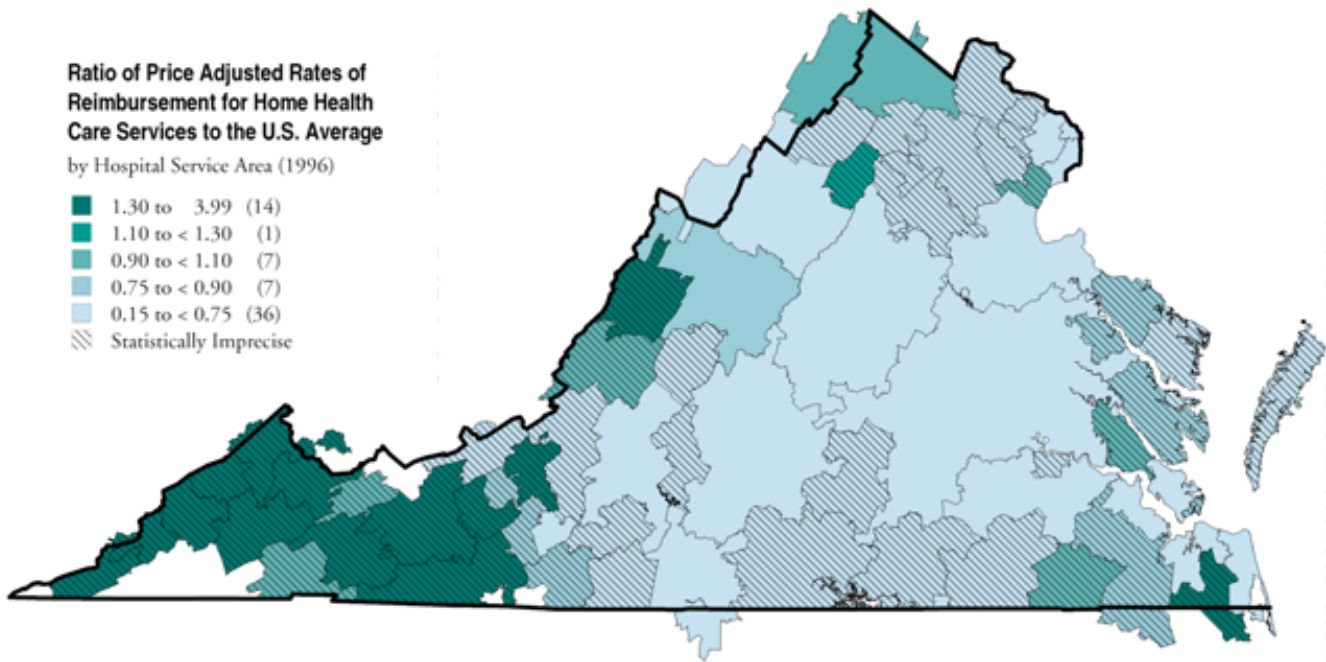 Ratio of Price Adjusted Rates of
Reimbursement for Home Health
Care Services to the U.S. Average
by Hospital Service Area (1996)
1.30 to 3.99 (14)
1.10 to < 1.30 (1)
0.90 to < 1.10 (7)
0.75 to < 0.90 (7)
0.15 to < 0.75 (36)
Statistically Imprecise